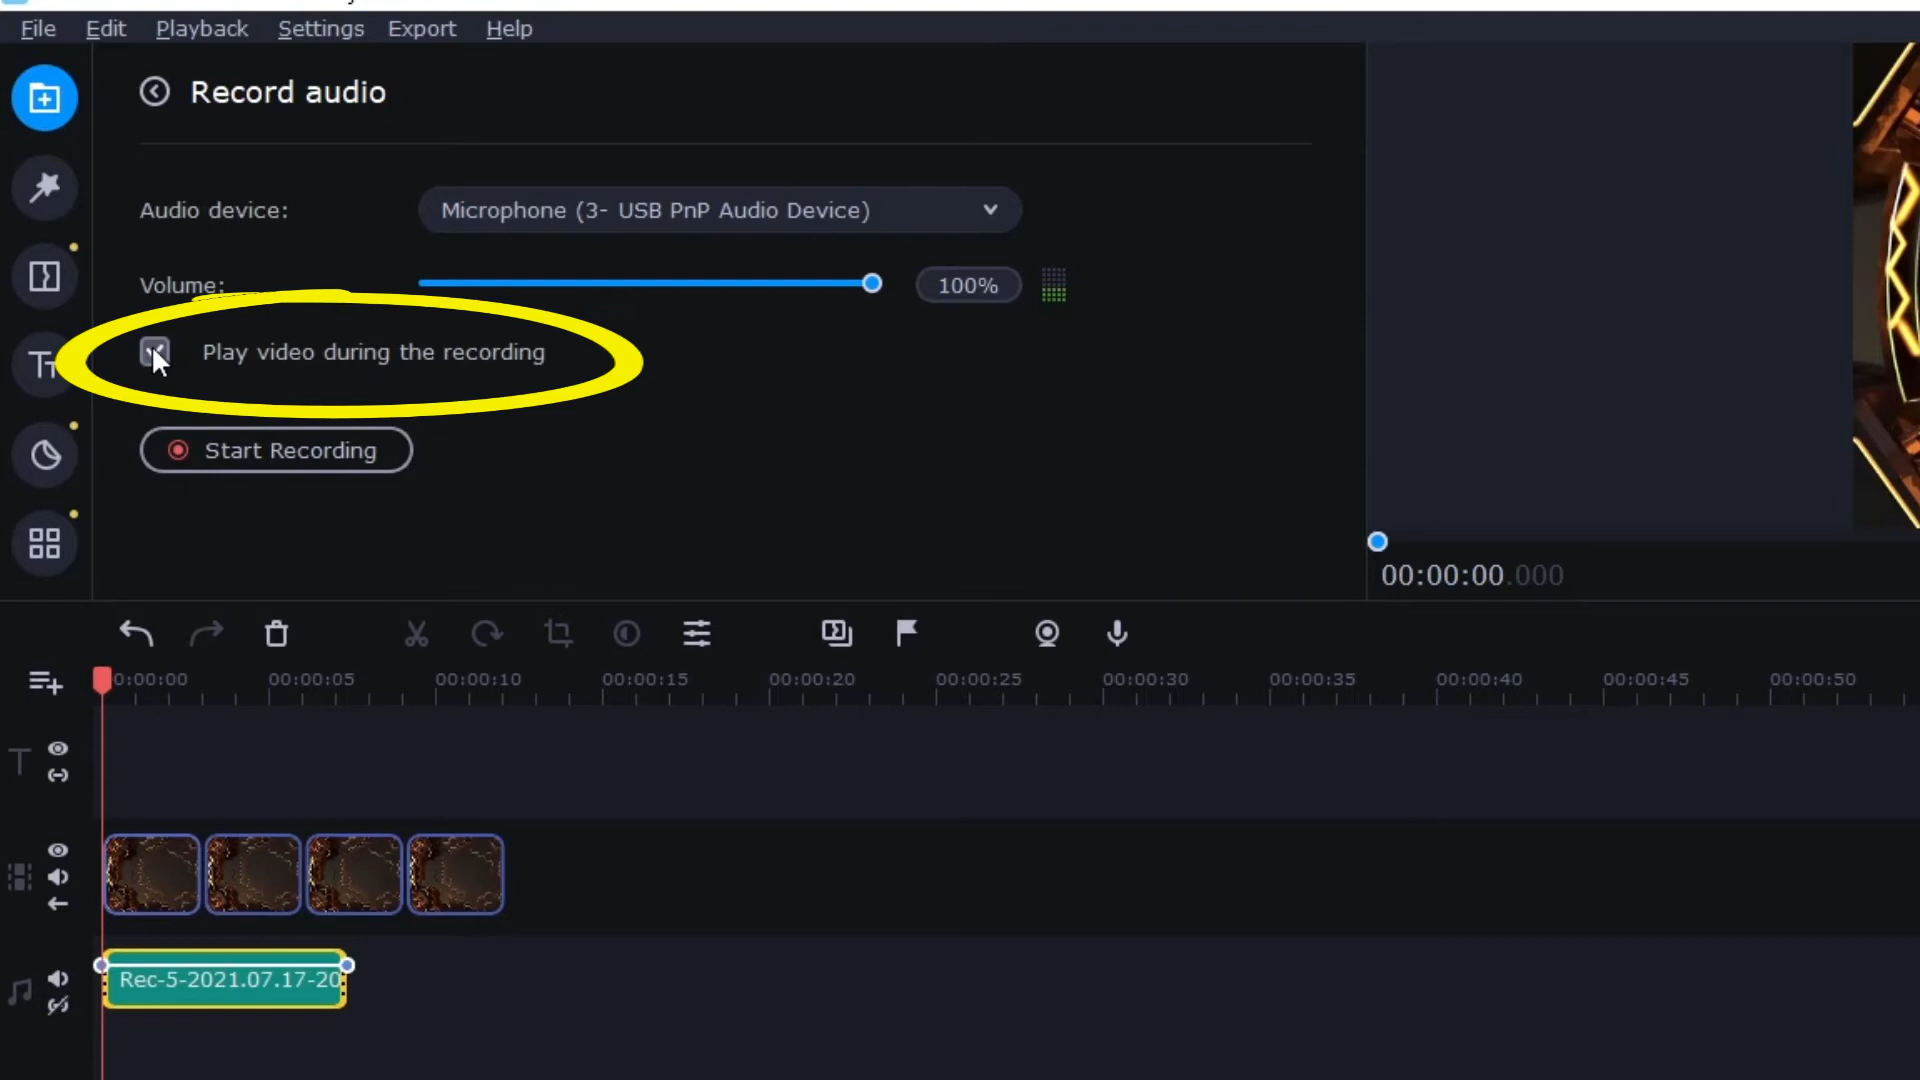 File Edit Playback Settings Export Help
Record audio
Audio device: Microphone (3- USB PnP Audio Device)
Volume: 100%
Play video during the recording
Start Recording
00:00:00.000
0:00:00 00:00:05 00:00:10 00:00:15 00:00:20 00:00:25 00:00:30 00:00:35 00:00:40 00:00:45 00:00:50
Rec-5-2021.07.17-20